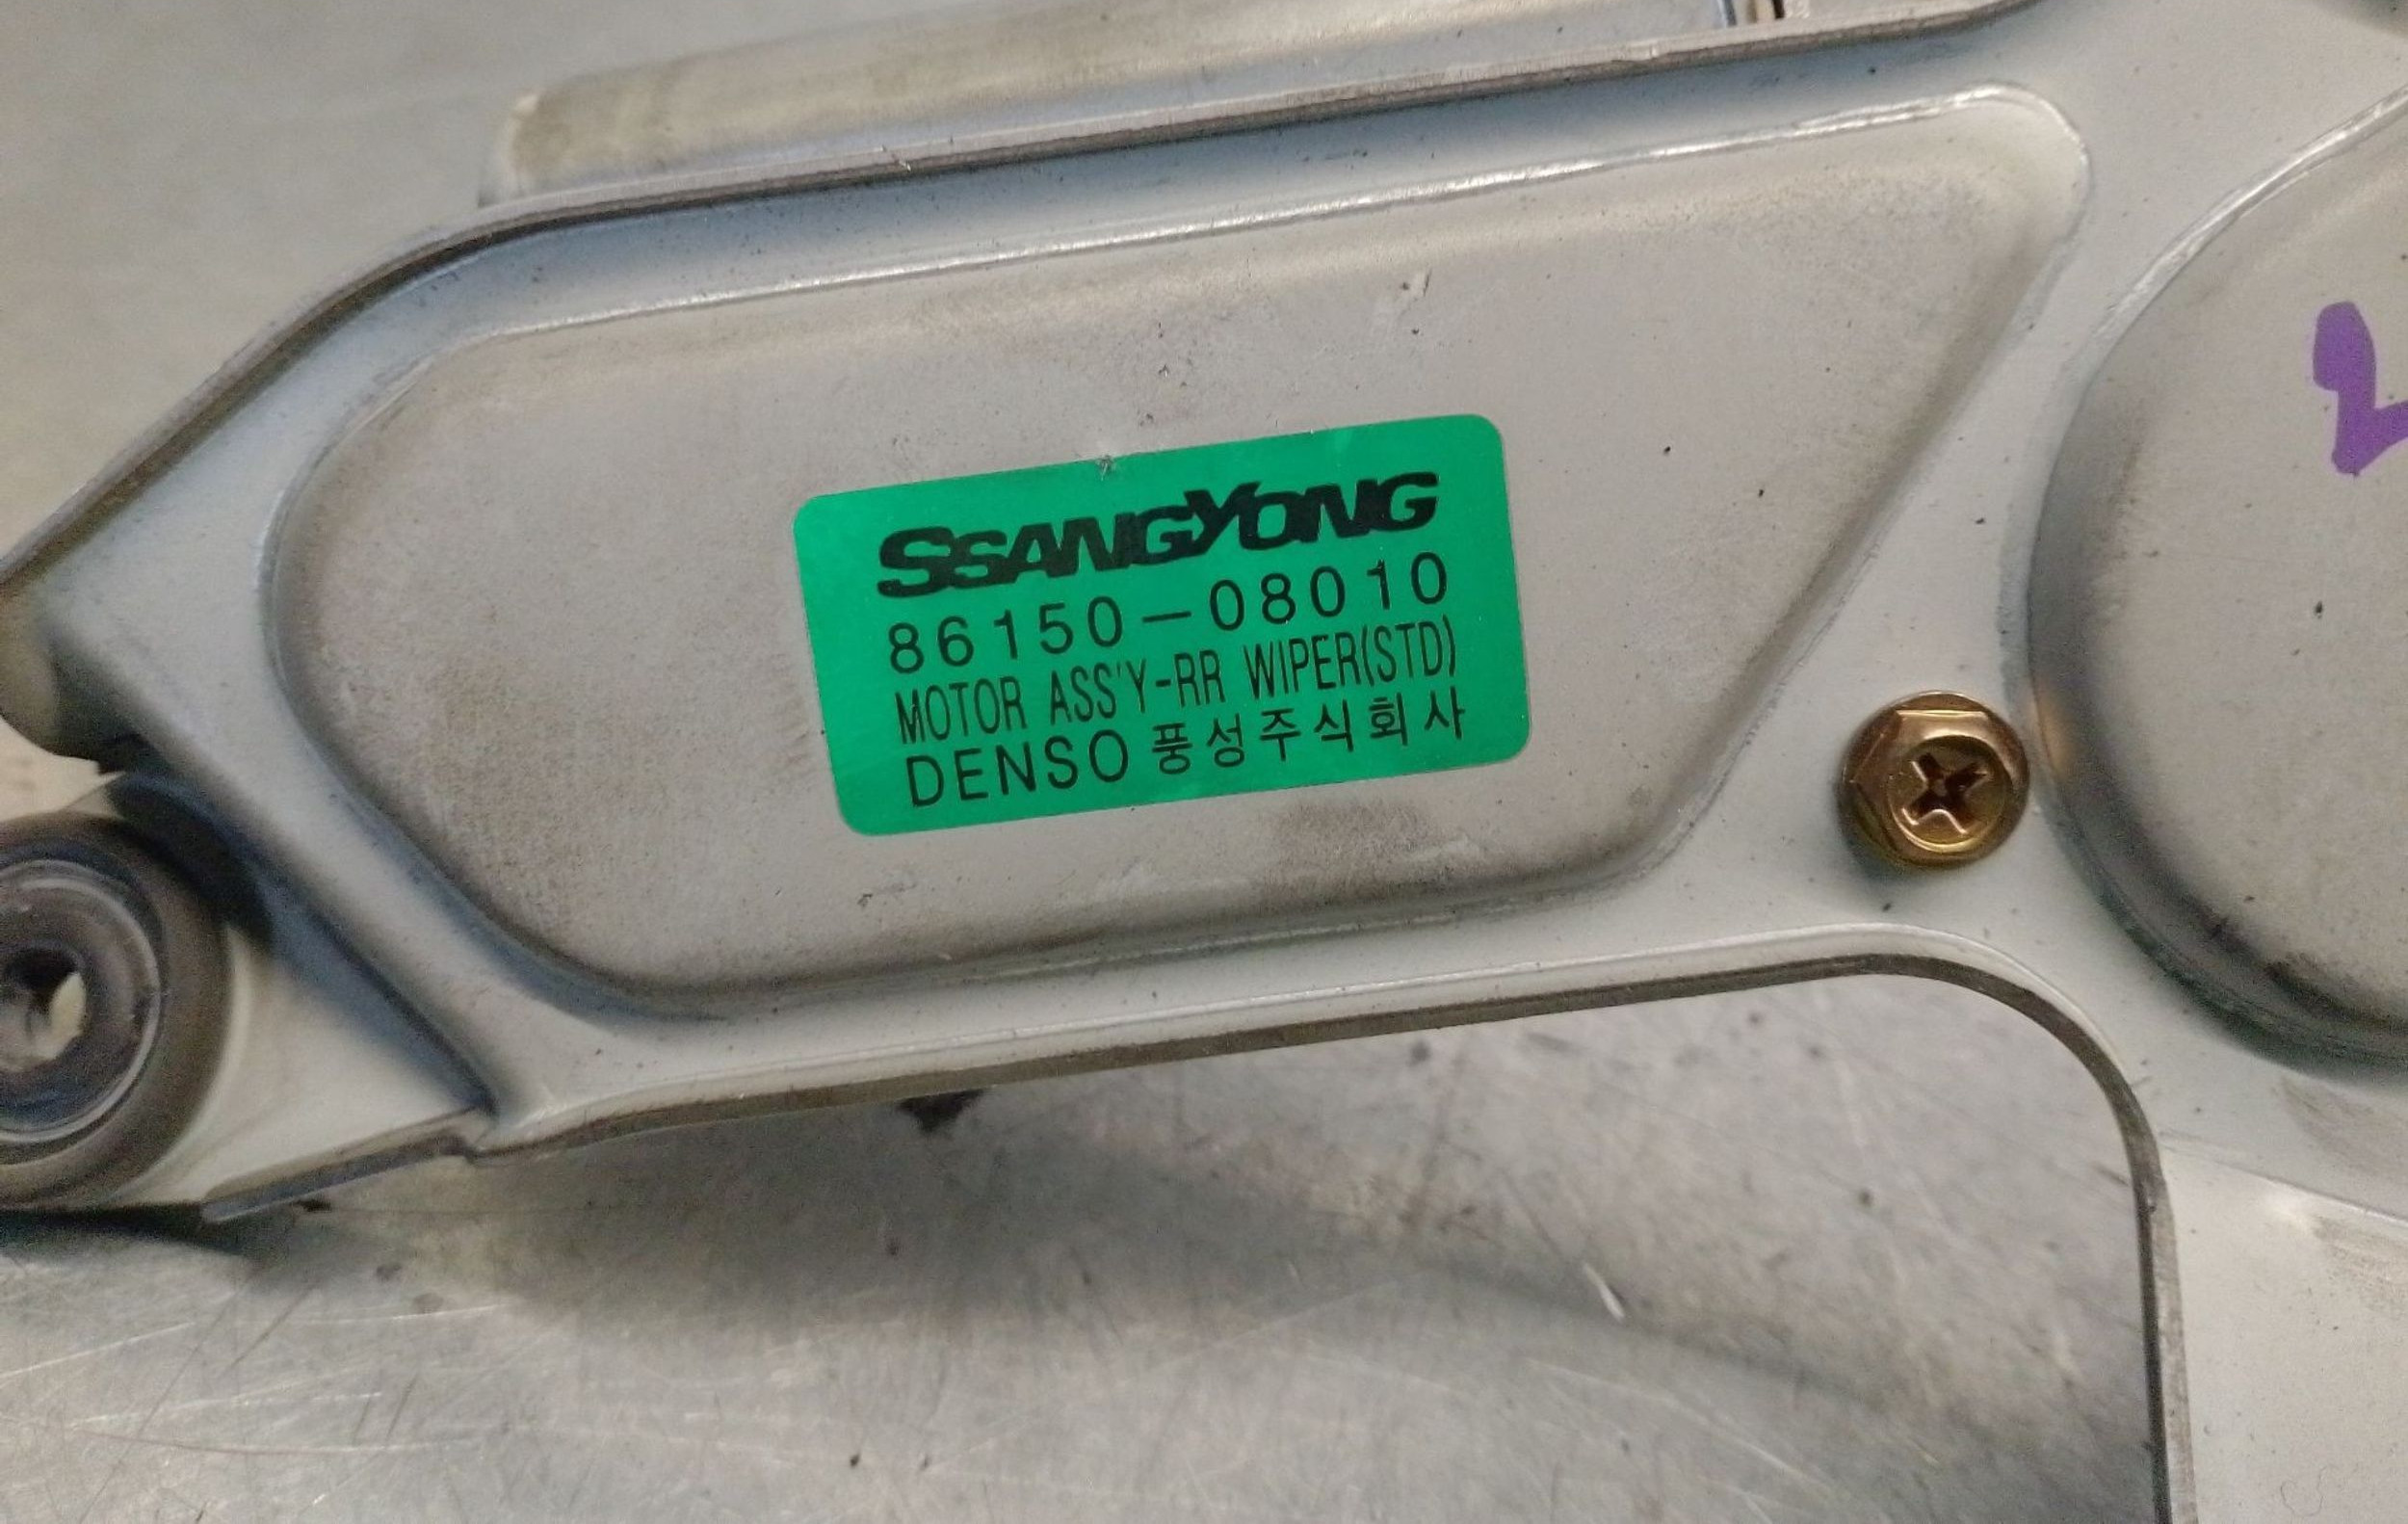 SSANGYONG
86150-08010
MOTOR ASS'Y-RR WIPER(STD)
DENSO 풍성주식회사